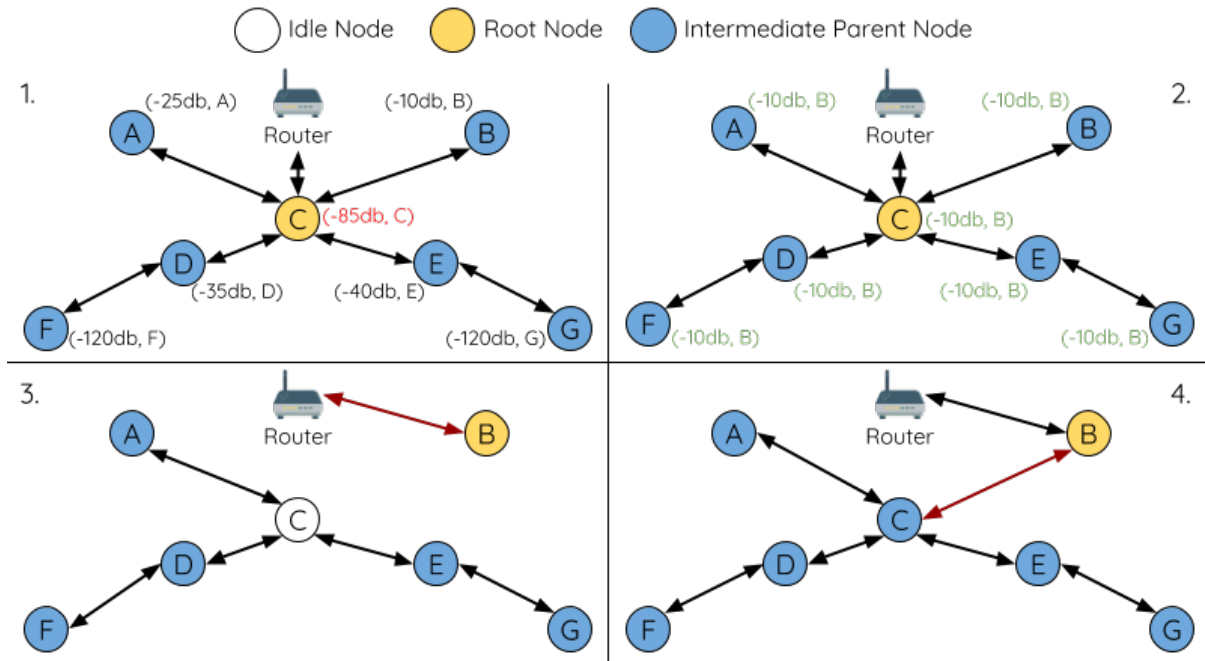 Idle Node Root Node Intermediate Parent Node
1.
(-25db, A) (-10db, B)
A Router B
C (-85db, C)
D E
(-35db, D) (-40db, E)
F (-120db, F) (-120db, G) G
2.
(-10db, B) (-10db, B)
A Router B
C (-10db, B)
D E
(-10db, B) (-10db, B)
F (-10db, B) (-10db, B) G
3.
A Router B
C
D E
F G
4.
A Router B
C
D E
F G